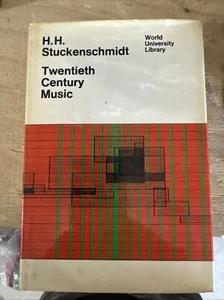 H.H.
Stuckenschmidt
Twentieth
Century
Music
World
University
Library